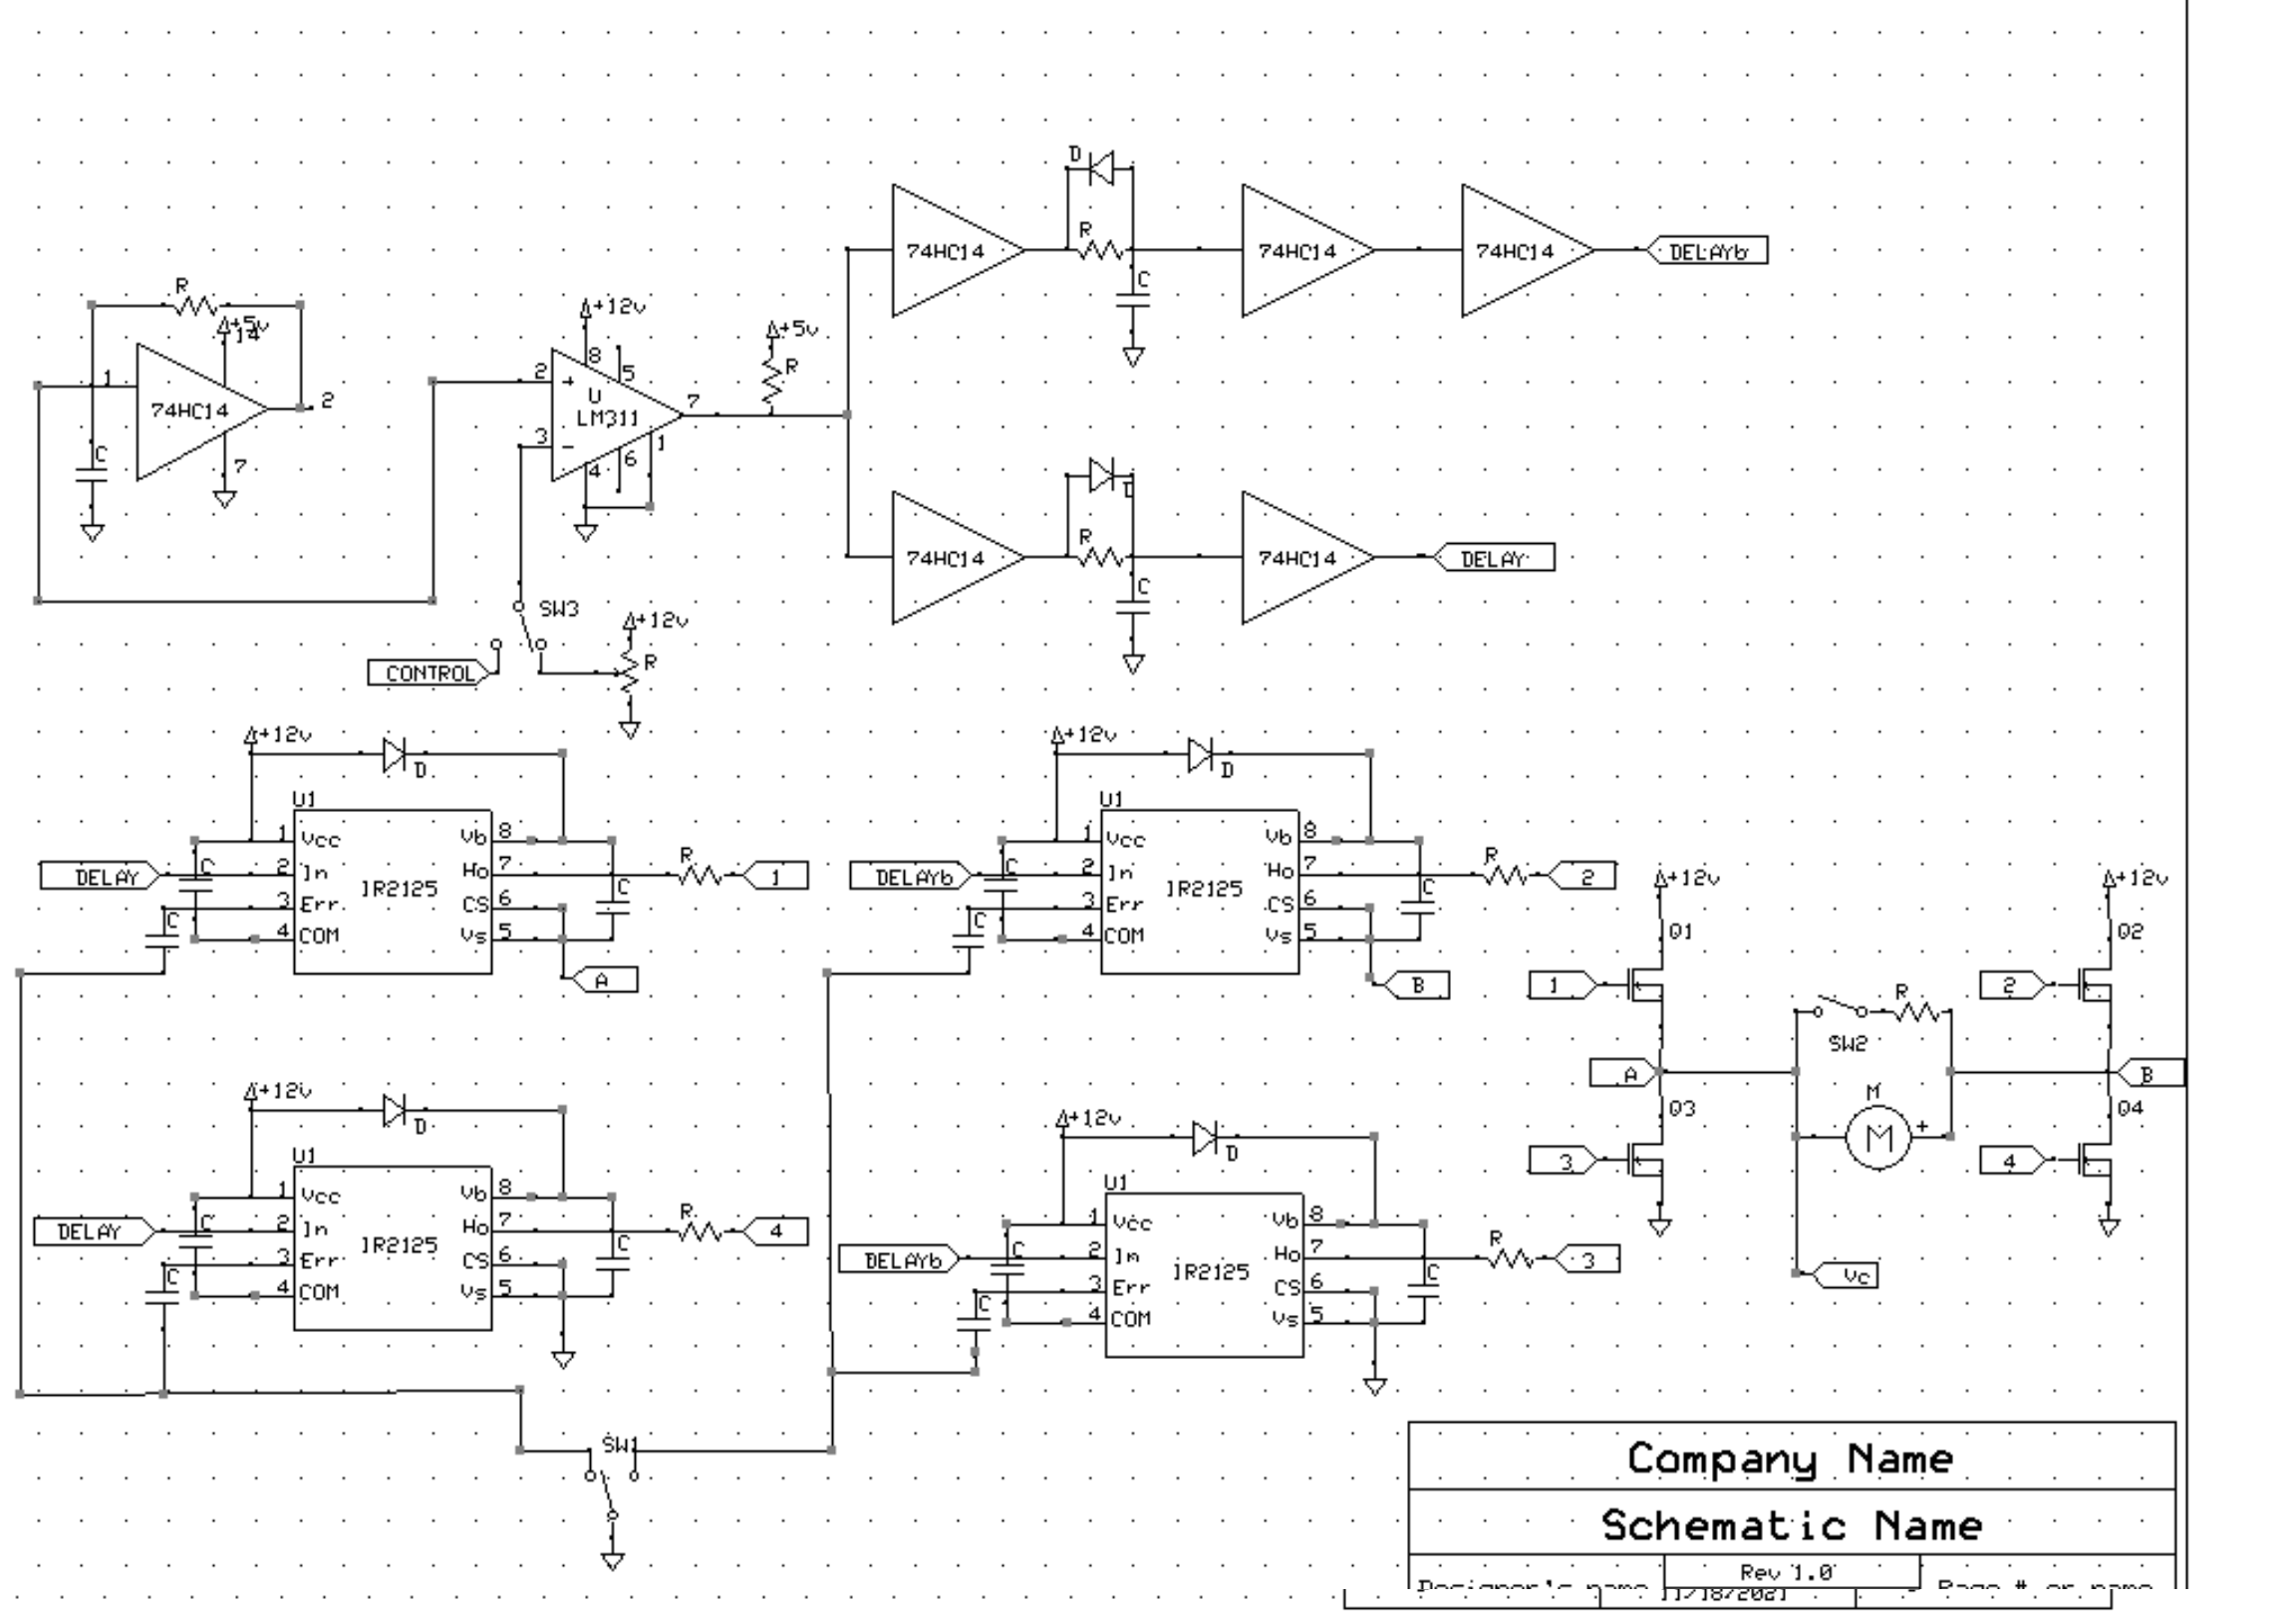 D
R
74HC14
74HC14
74HC14
DELAYb
C
R
+5v
14
1
74HC14
2
C
7
+12v
8
5
2
+
U
LM311
7
3
-
4
6
1
+5v
R
D
R
74HC14
74HC14
DELAY
C
SW3
+12v
CONTROL
R
+12v
D
U1
1 Vcc Vb 8
DELAY C 2 In Ho 7 R 1
IR2125
C 3 Err CS 6 C
4 COM Vs 5
A
+12v
D
U1
1 Vcc Vb 8
DELAYb C 2 In Ho 7 R 2
IR2125
C 3 Err CS 6 C
4 COM Vs 5
B
+12v
D
U1
1 Vcc Vb 8
DELAY C 2 In Ho 7 R 4
IR2125
C 3 Err CS 6 C
4 COM Vs 5
+12v
D
U1
1 Vcc Vb 8
DELAYb C 2 In Ho 7 R 3
IR2125
C 3 Err CS 6 C
4 COM Vs 5
SW1
+12v +12v
Q1 Q2
1 R 2
SW2
A M B
Q3 + Q4
3 M 4
Vc
Company Name
Schematic Name
Rev 1.0
Designer's name 11/18/2021 Page # or name